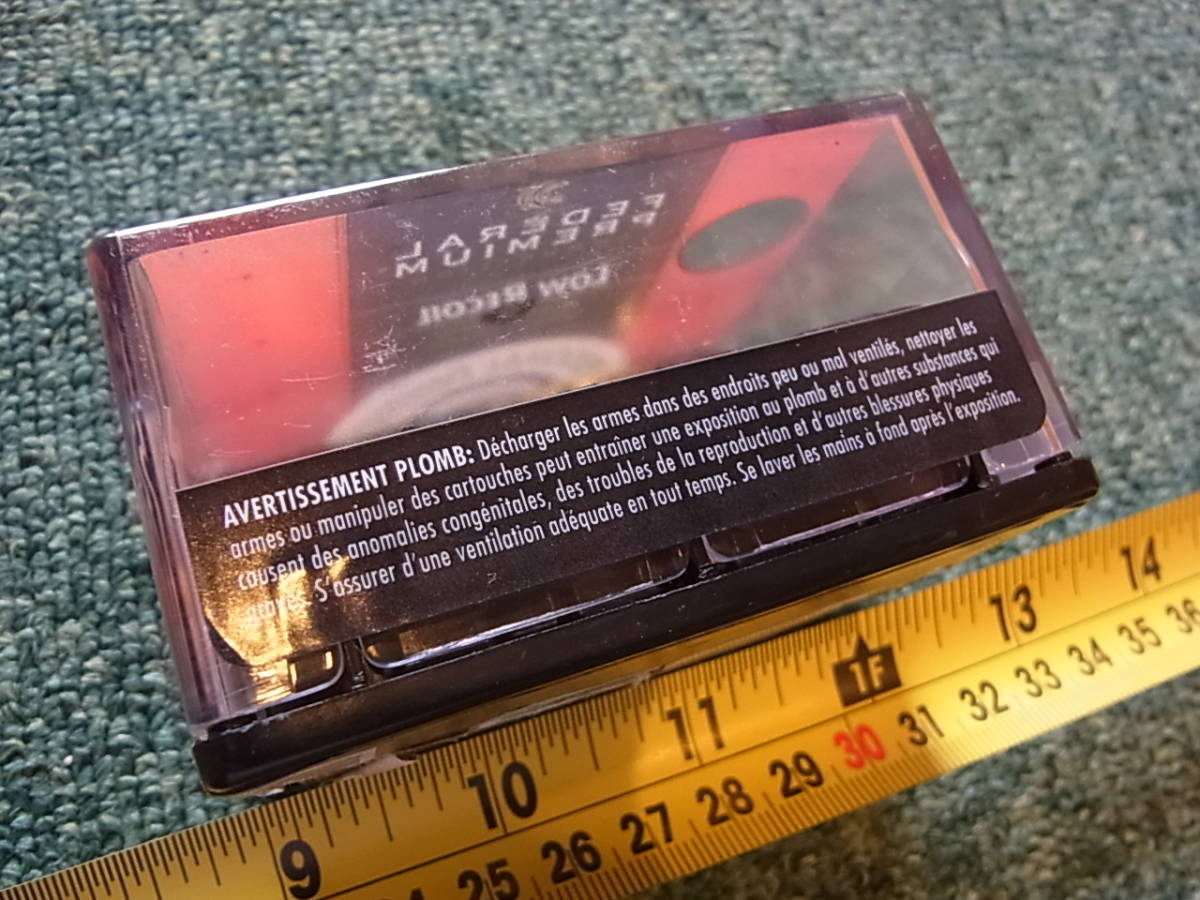 FEDERAL
PREMIUM
LOW RECOIL
AVERTISSEMENT PLOMB: Décharger les armes dans des endroits peu ou mal ventilés, nettoyer les
armes ou manipuler des cartouches peut entraîner une exposition au plomb et à d'autres substances qui
causent des anomalies congénitales, des troubles de la reproduction et d'autres blessures physiques
graves. S'assurer d'une ventilation adéquate en tout temps. Se laver les mains à fond après l'exposition.
9 10 11 1F 13 14
25 26 27 28 29 30 31 32 33 34 35 36